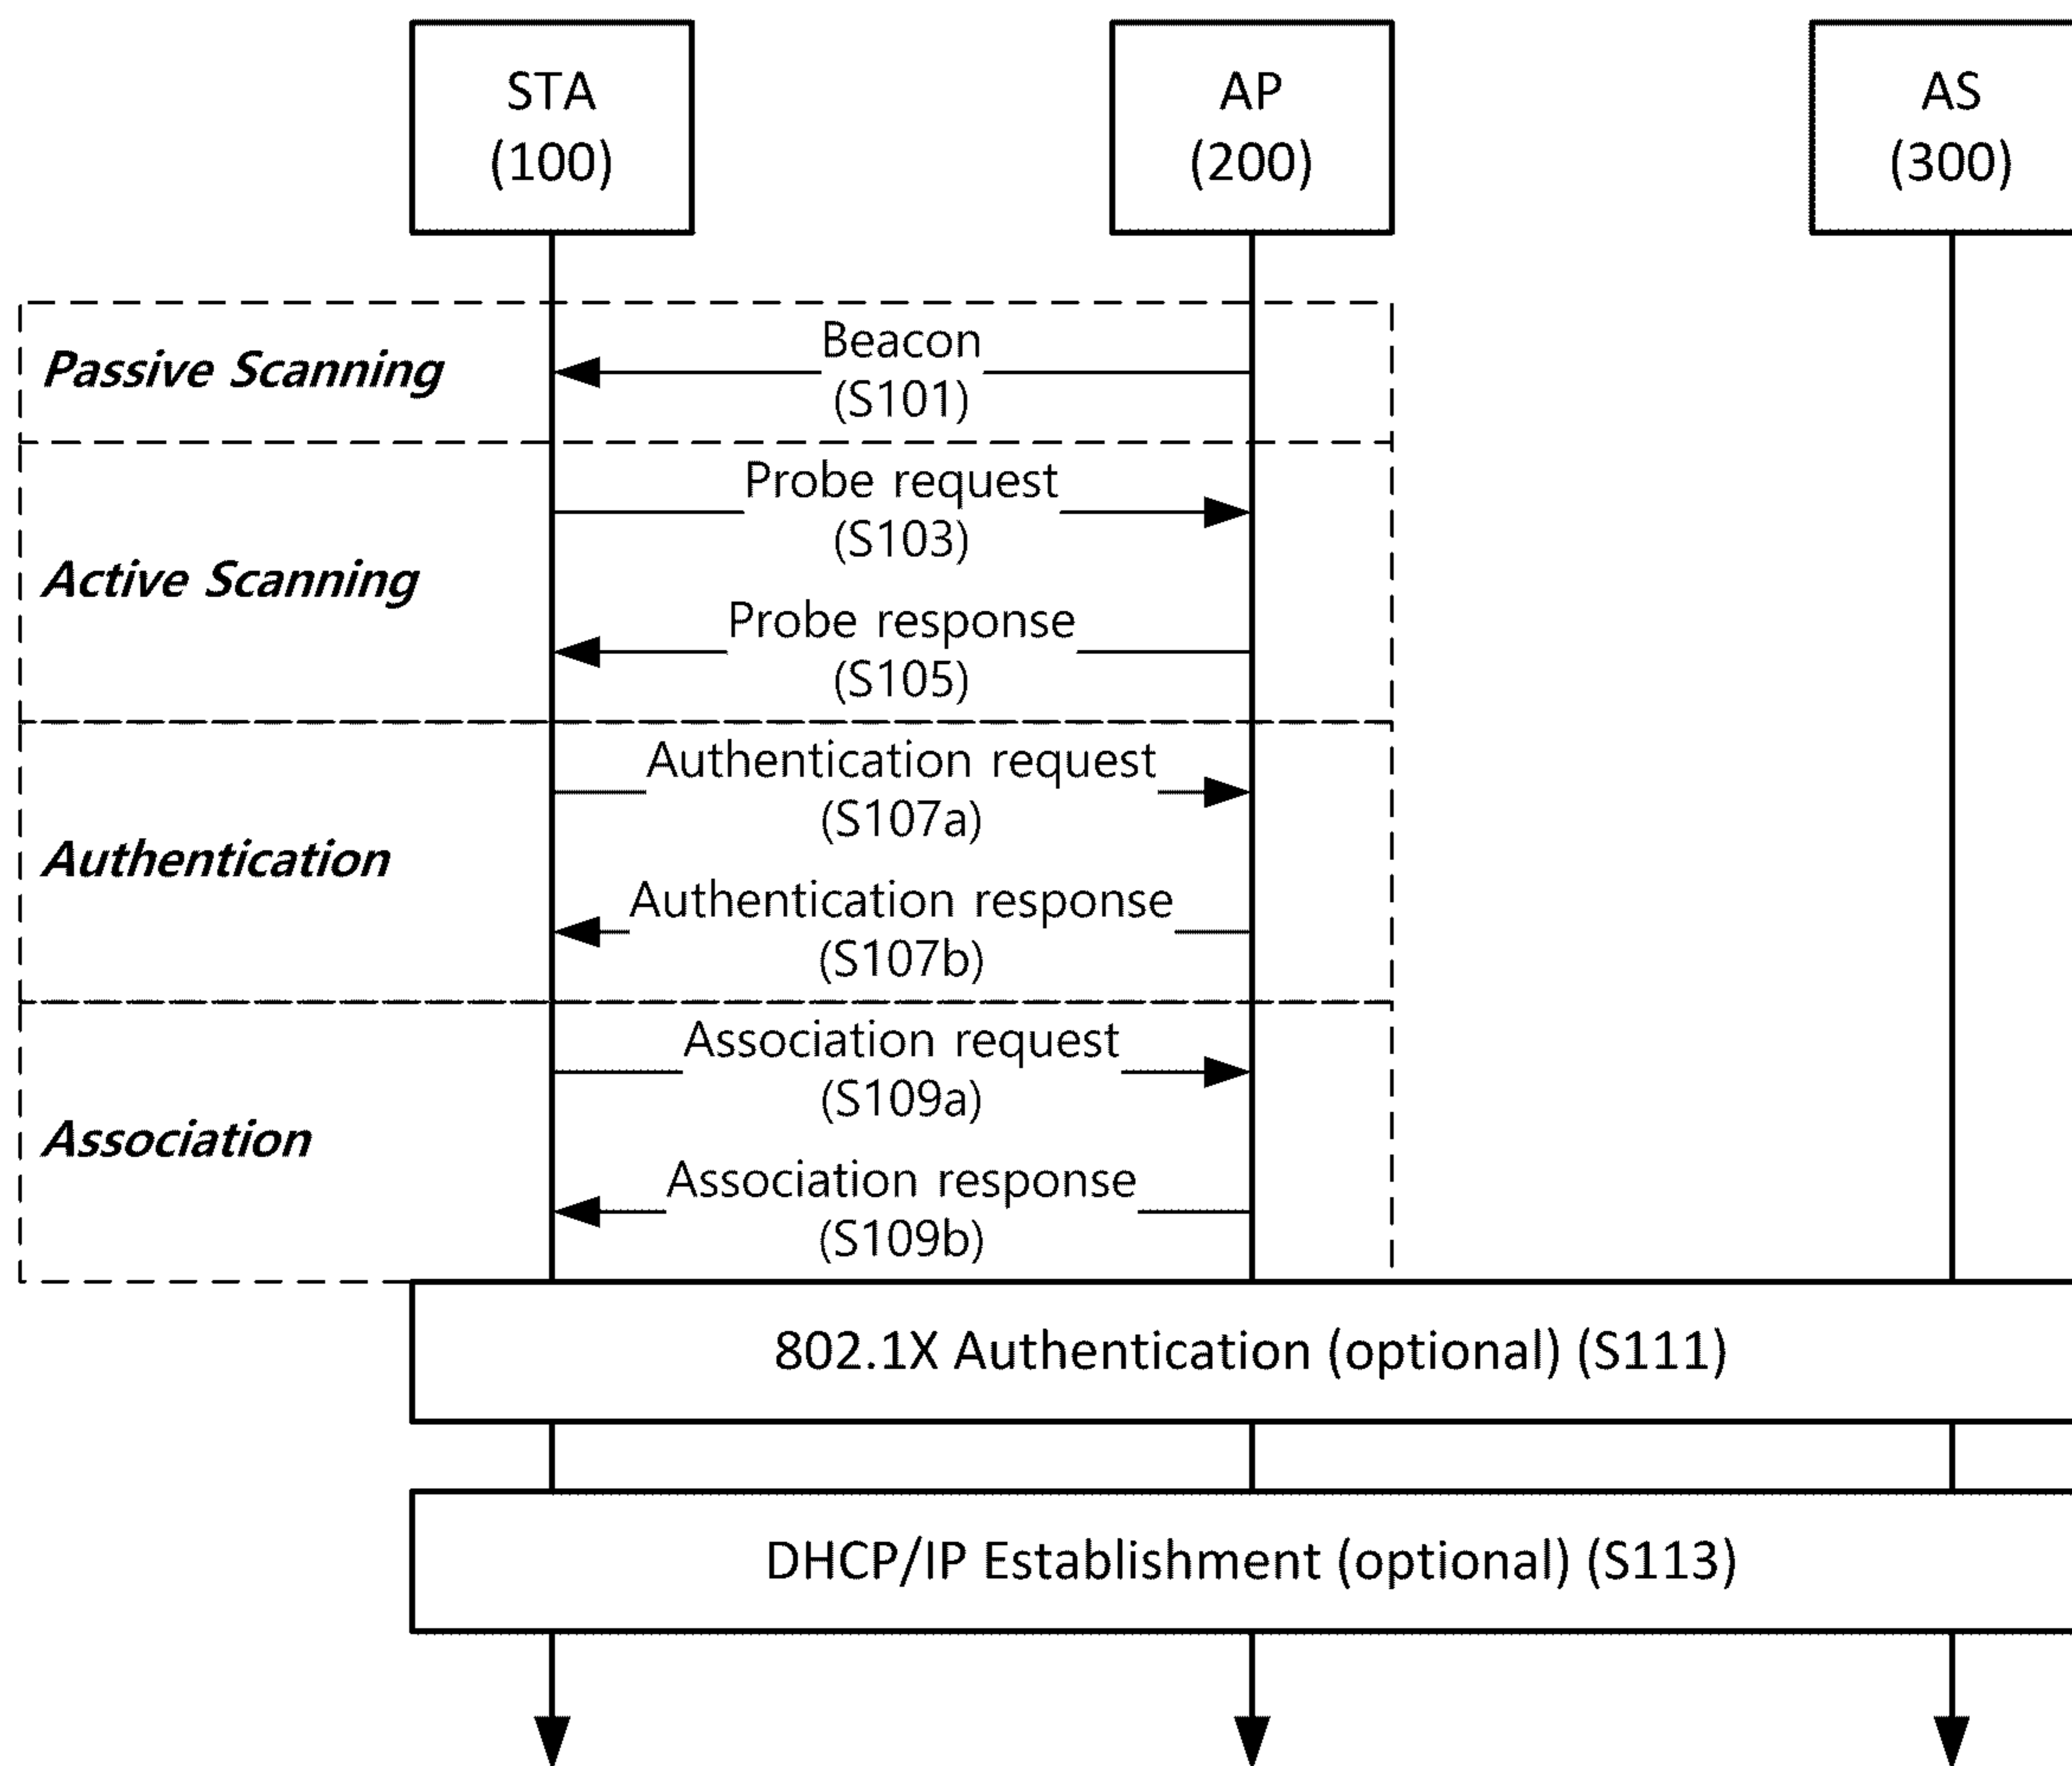 STA
(100)
AP
(200)
AS
(300)
Passive Scanning
Beacon
(S101)
Active Scanning
Probe request
(S103)
Probe response
(S105)
Authentication
Authentication request
(S107a)
Authentication response
(S107b)
Association
Association request
(S109a)
Association response
(S109b)
802.1X Authentication (optional) (S111)
DHCP/IP Establishment (optional) (S113)